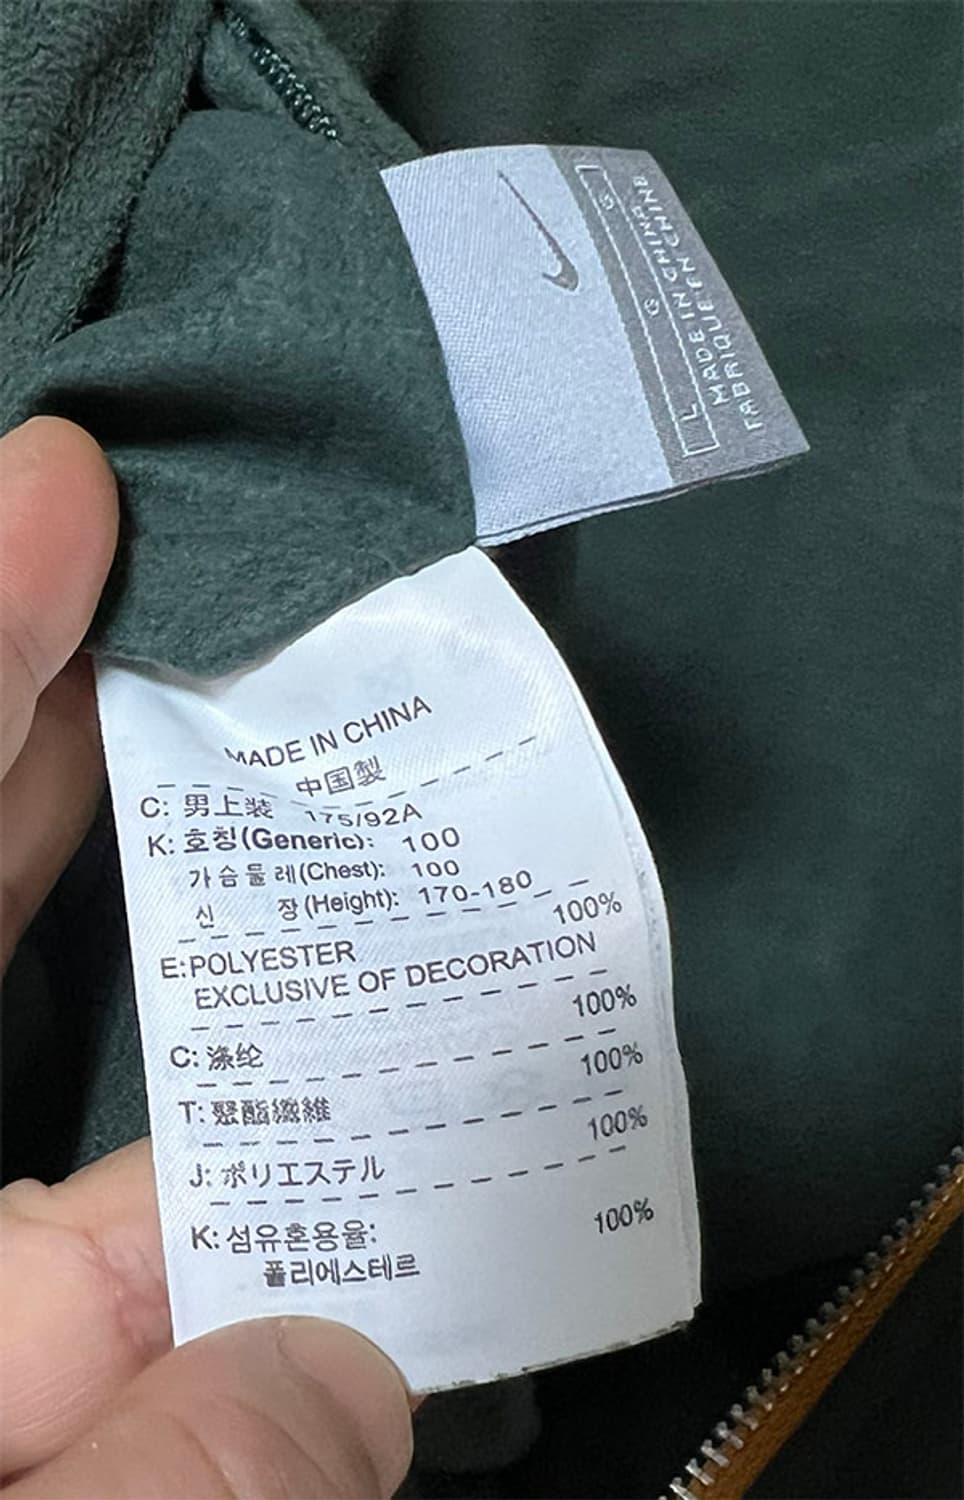 L G G
MADE IN CHINA
FABRIQUE EN CHINE
MADE IN CHINA
中国製
C: 男上装 175/92A
K: 호칭(Generic): 100
가슴둘레(Chest): 100
신 장(Height): 170-180
100%
E:POLYESTER
EXCLUSIVE OF DECORATION
100%
C: 涤纶
100%
T: 聚酯纖維
100%
J: ポリエステル
100%
K: 섬유혼용율:
폴리에스테르